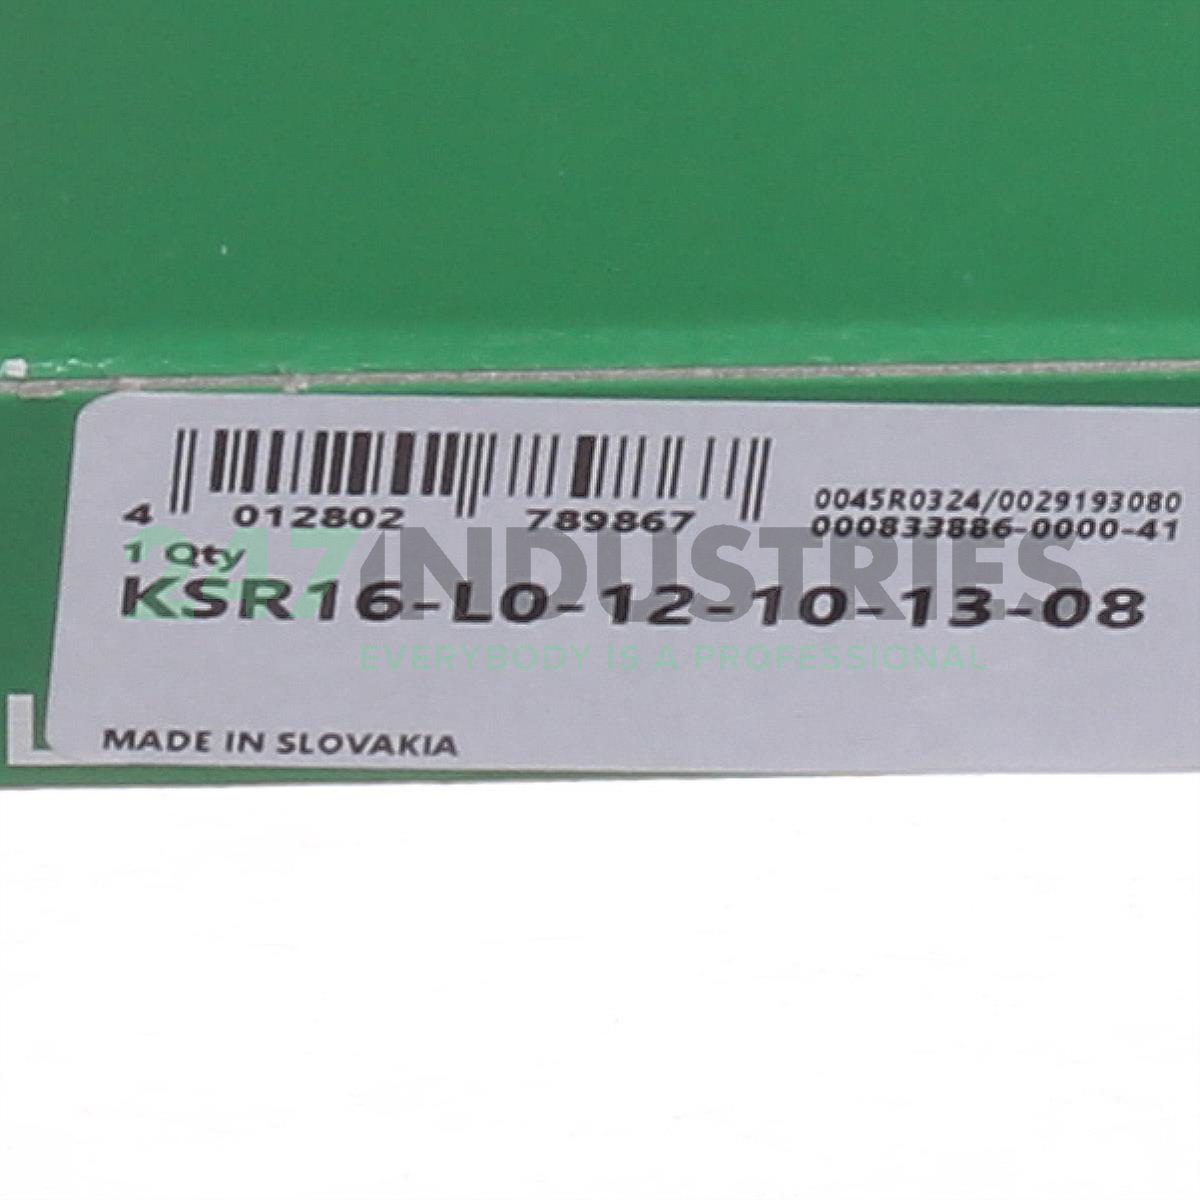 4 012802 789867
0045R0324/0029193080
000833886-0000-41
1 Qty
KSR16-L0-12-10-13-08
MADE IN SLOVAKIA
247INDUSTRIES
EVERYBODY IS A PROFESSIONAL